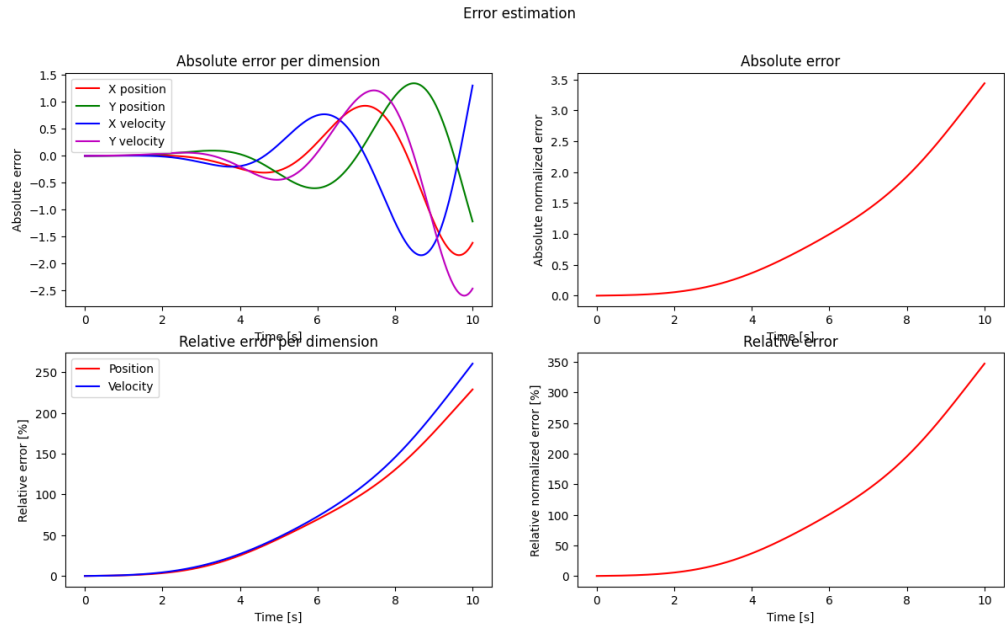 Error estimation
Absolute error per dimension
Absolute error
1.5
1.0
0.5
0.0
−0.5
−1.0
−1.5
−2.0
−2.5
X position
Y position
X velocity
Y velocity
0 2 4 6 8 10
Time [s]
Absolute error
Absolute normalized error
3.5
3.0
2.5
2.0
1.5
1.0
0.5
0.0
0 2 4 6 8 10
Time [s]
Relative error per dimension
Relative error [%]
250
200
150
100
50
0
Position
Velocity
0 2 4 6 8 10
Time [s]
Relative error
Relative normalized error [%]
350
300
250
200
150
100
50
0
0 2 4 6 8 10
Time [s]